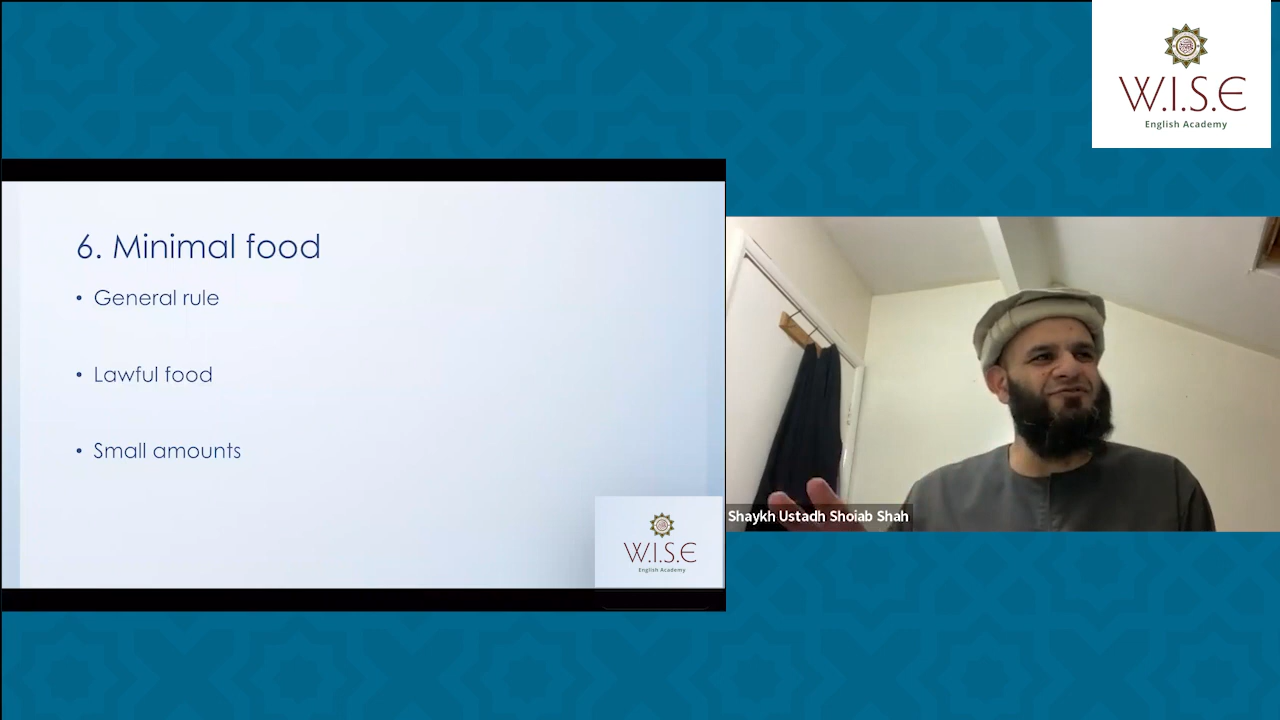 W.I.S.E
English Academy
6. Minimal food
• General rule
• Lawful food
• Small amounts
W.I.S.E
English Academy
Shaykh Ustadh Shoiab Shah